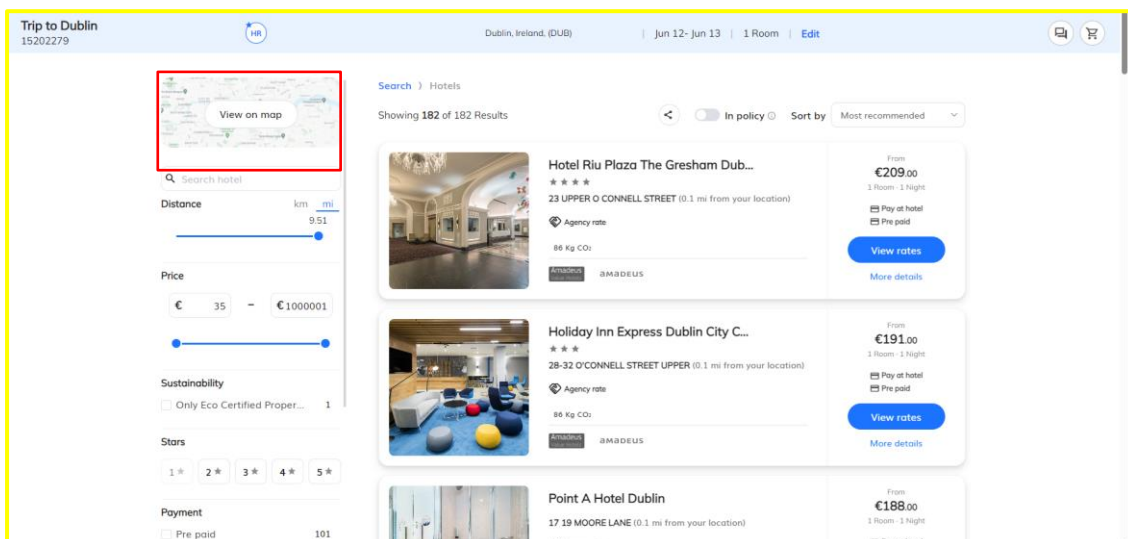 Trip to Dublin
15202279
HR
Dublin, Ireland, (DUB)
Jun 12- Jun 13 | 1 Room | Edit
View on map
Search hotel
Distance km mi
9.51
Price
€ 35 – € 1000001
Sustainability
Only Eco Certified Proper... 1
Stars
1★ 2★ 3★ 4★ 5★
Payment
Pre paid 101
Search ⟩ Hotels
Showing 182 of 182 Results
In policy
Sort by Most recommended
Hotel Riu Plaza The Gresham Dub...
★★★★
23 UPPER O CONNELL STREET (0.1 mi from your location)
Agency rate
86 Kg CO₂
Amadeus
AMADEUS
From
€209.00
1 Room · 1 Night
Pay at hotel
Pre paid
View rates
More details
Holiday Inn Express Dublin City C...
★★★
28-32 O'CONNELL STREET UPPER (0.1 mi from your location)
Agency rate
86 Kg CO₂
Amadeus
AMADEUS
From
€191.00
1 Room · 1 Night
Pay at hotel
Pre paid
View rates
More details
Point A Hotel Dublin
17 19 MOORE LANE (0.1 mi from your location)
From
€188.00
1 Room · 1 Night